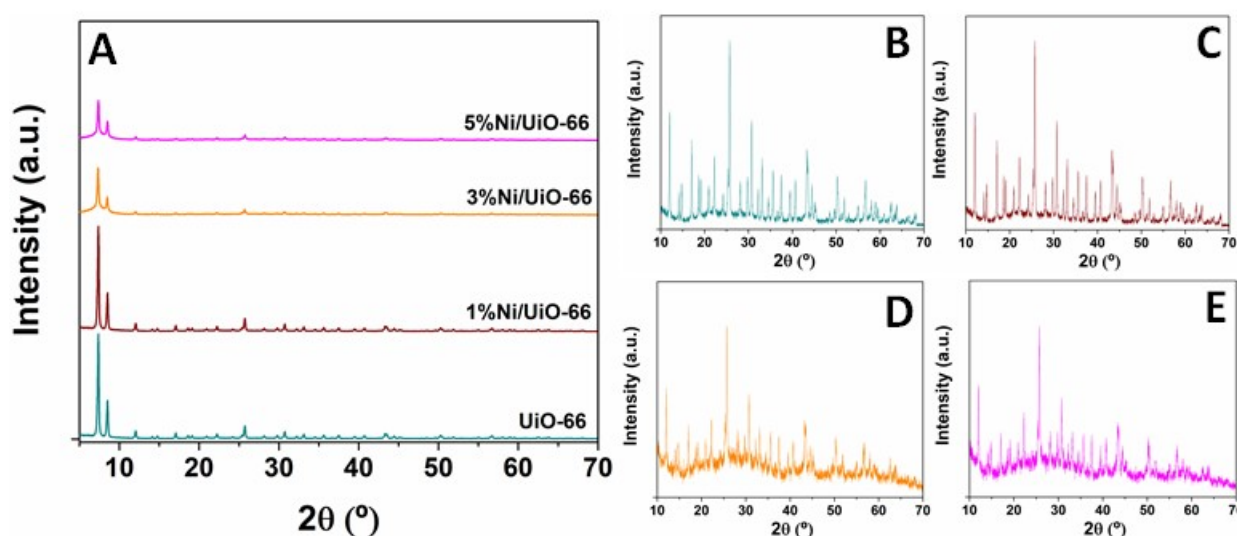 A
Intensity (a.u.)
5%Ni/UiO-66
3%Ni/UiO-66
1%Ni/UiO-66
UiO-66
10 20 30 40 50 60 70
2θ (º)
B
Intensity (a.u.)
10 20 30 40 50 60 70
2θ (º)
C
Intensity (a.u.)
10 20 30 40 50 60 70
2θ (º)
D
Intensity (a.u.)
10 20 30 40 50 60 70
2θ (º)
E
Intensity (a.u.)
10 20 30 40 50 60 70
2θ (º)